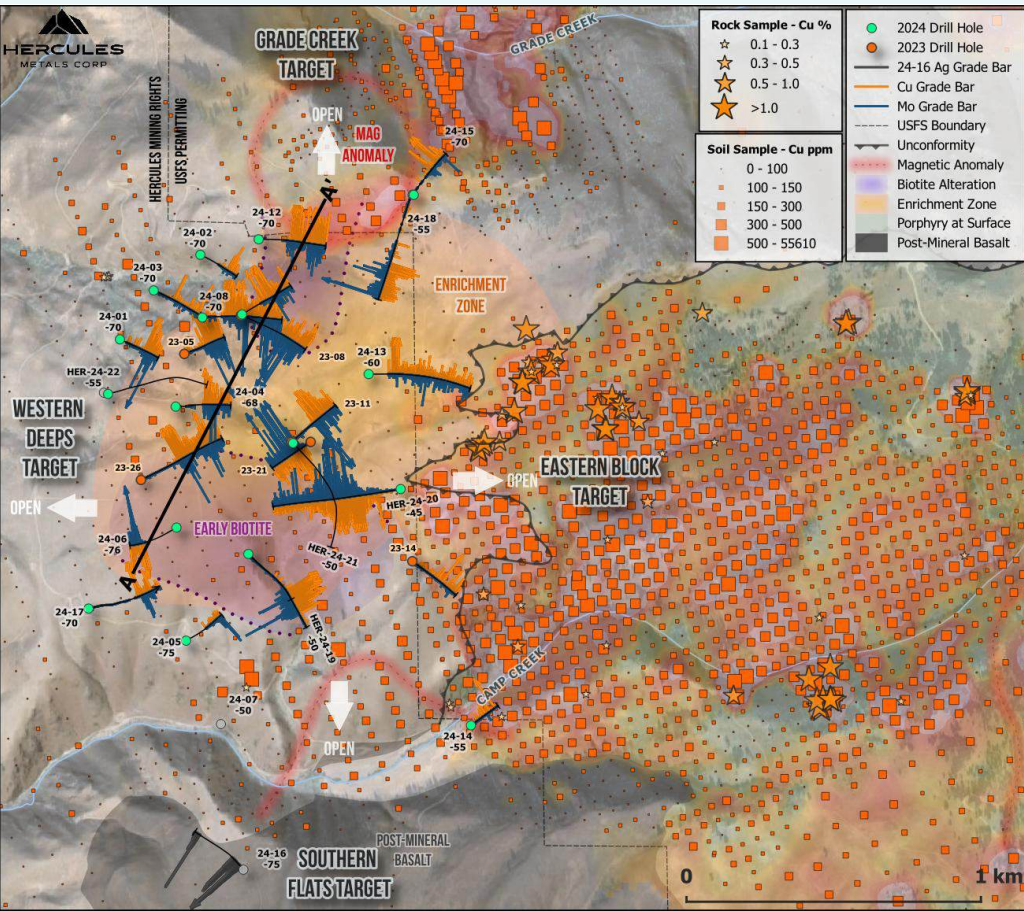 HERCULES
METALS CORP
GRADE CREEK
TARGET
GRADE CREEK
HERCULES MINING RIGHTS
USFS PERMITTING
OPEN
MAG
ANOMALY
24-15
-70
A'
24-12
-70
24-18
-55
24-02
-70
24-03
-70
24-08
-70
ENRICHMENT
ZONE
24-01
-70
23-05
23-08
24-13
-60
HER-24-22
-55
24-04
-68
23-11
WESTERN
DEEPS
TARGET
23-26
23-21
EASTERN BLOCK
TARGET
OPEN
OPEN
HER-24-20
-45
EARLY BIOTITE
24-06
-76
HER-24-21
-50
23-14
A
24-17
-70
24-05
-75
HER-24-19
-50
CAMP CREEK
24-07
-50
OPEN
24-14
-55
POST-MINERAL
BASALT
24-16
-75
SOUTHERN
FLATS TARGET
Rock Sample - Cu %
0.1 - 0.3
0.3 - 0.5
0.5 - 1.0
>1.0
Soil Sample - Cu ppm
0 - 100
100 - 150
150 - 300
300 - 500
500 - 55610
2024 Drill Hole
2023 Drill Hole
24-16 Ag Grade Bar
Cu Grade Bar
Mo Grade Bar
USFS Boundary
Unconformity
Magnetic Anomaly
Biotite Alteration
Enrichment Zone
Porphyry at Surface
Post-Mineral Basalt
0
1 km